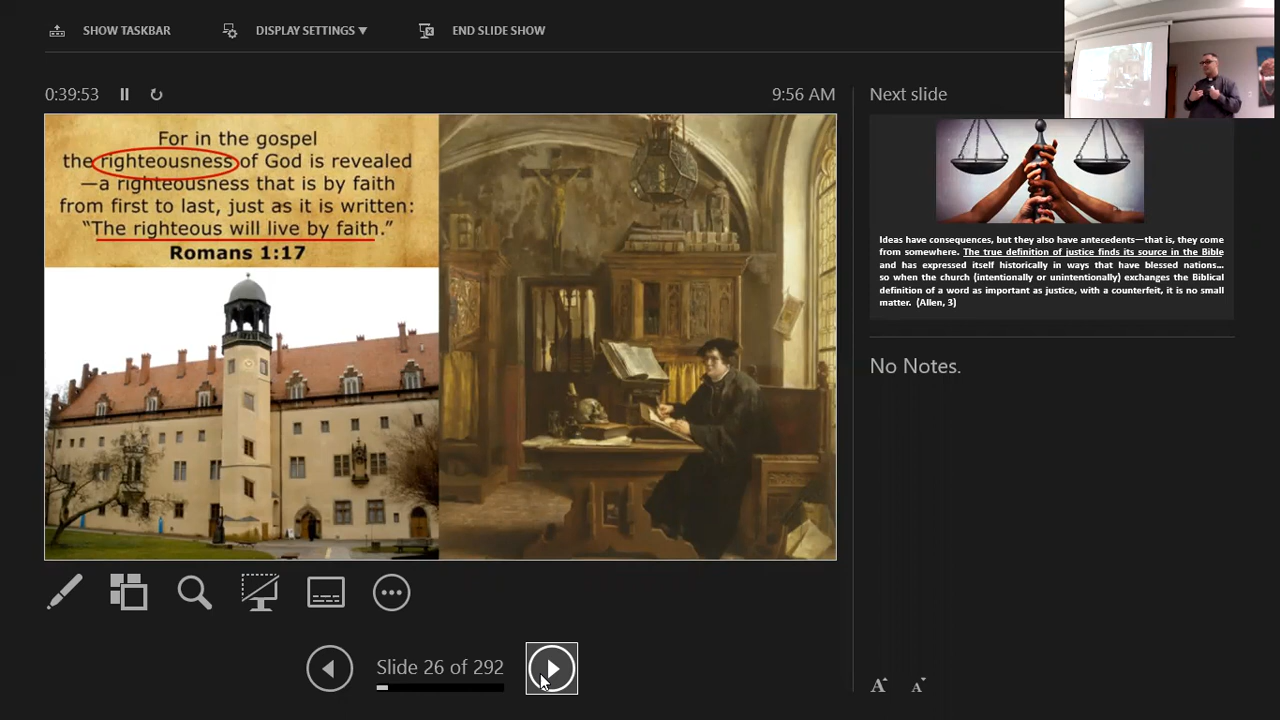 SHOW TASKBAR
DISPLAY SETTINGS ▼
END SLIDE SHOW
0:39:53
9:56 AM
Next slide
For in the gospel
the righteousness of God is revealed
—a righteousness that is by faith
from first to last, just as it is written:
“The righteous will live by faith.”
Romans 1:17
Ideas have consequences, but they also have antecedents—that is, they come
from somewhere. The true definition of justice finds its source in the Bible
and has expressed itself historically in ways that have blessed nations...
so when the church (intentionally or unintentionally) exchanges the Biblical
definition of a word as important as justice, with a counterfeit, it is no small
matter. (Allen, 3)
No Notes.
Slide 26 of 292
A
A